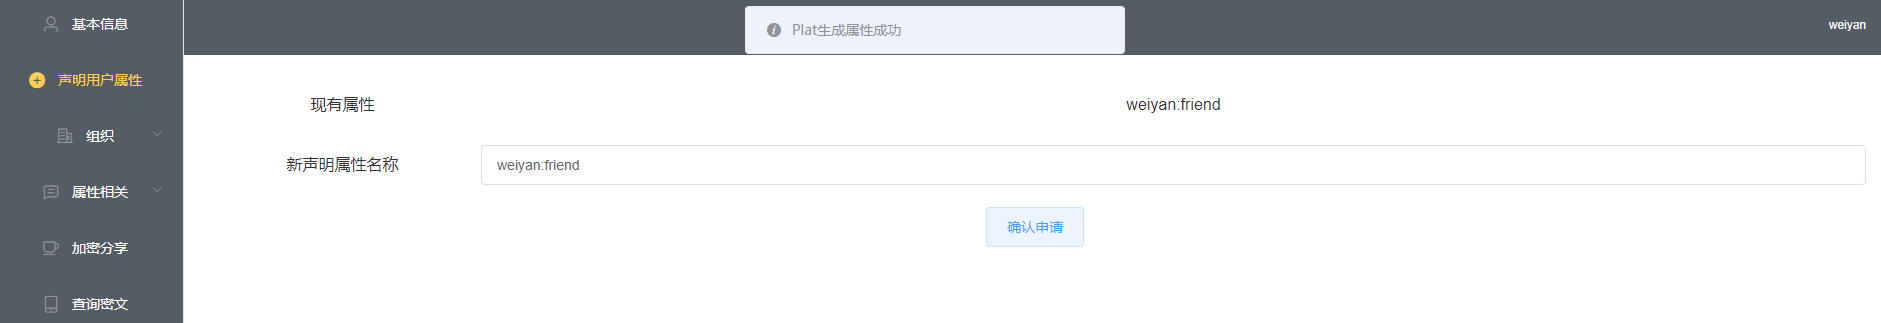 基本信息
声明用户属性
组织
属性相关
加密分享
查询密文
Plat生成属性成功
weiyan
现有属性
weiyan:friend
新声明属性名称
weiyan:friend
确认申请